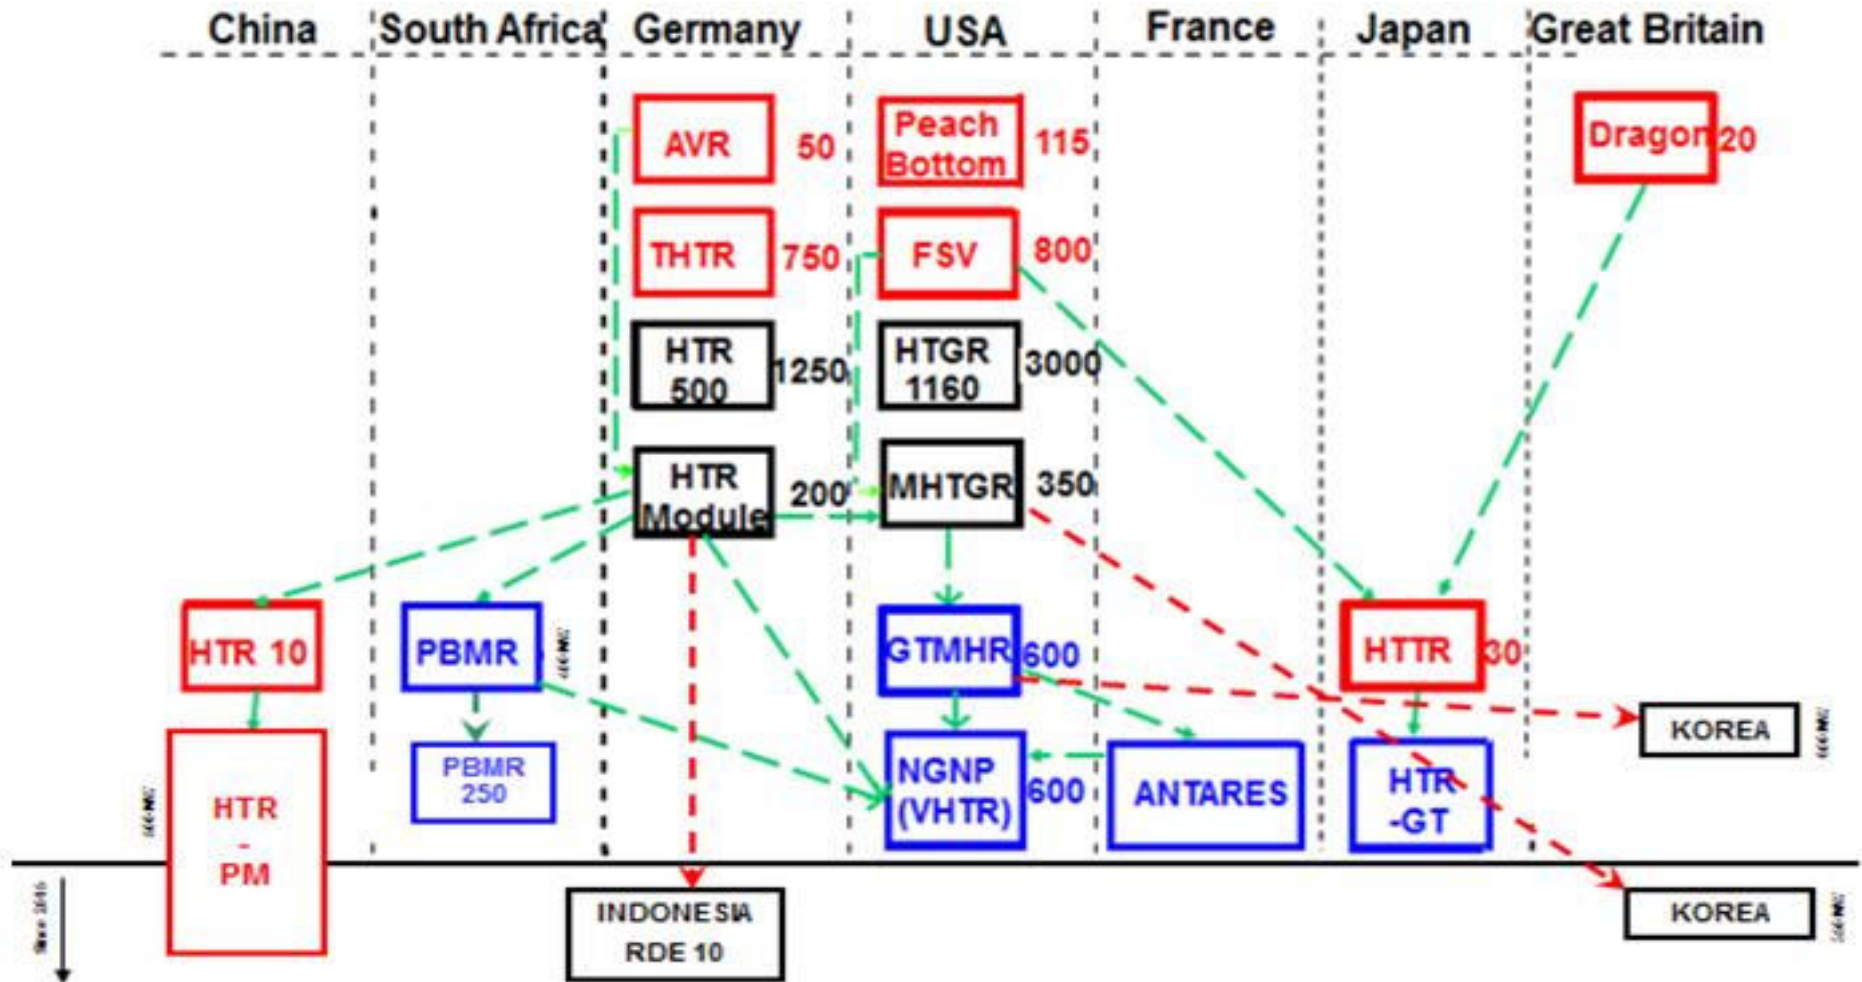 China South Africa Germany USA France Japan Great Britain
AVR 50
Peach
Bottom
115
Dragon 20
THTR 750
FSV 800
HTR
500
1250
HTGR
1160
3000
HTR
Module
200
MHTGR 350
HTR 10
PBMR
GTMHR 600
HTTR 30
KOREA
PBMR
250
NGNP
(VHTR)
600
ANTARES
HTR
-GT
HTR
-
PM
INDONESIA
RDE 10
KOREA